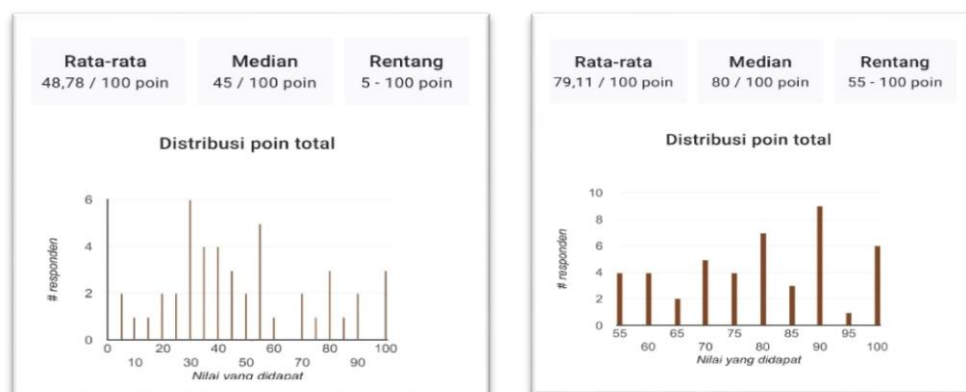 Rata-rata
48,78 / 100 poin
Median
45 / 100 poin
Rentang
5 - 100 poin
Distribusi poin total
6
4
2
0
# responden
0
10
20
30
40
50
60
70
80
90
100
Nilai yang didapat
Rata-rata
79,11 / 100 poin
Median
80 / 100 poin
Rentang
55 - 100 poin
Distribusi poin total
10
8
6
4
2
0
# responden
55
60
65
70
75
80
85
90
95
100
Nilai yang didapat